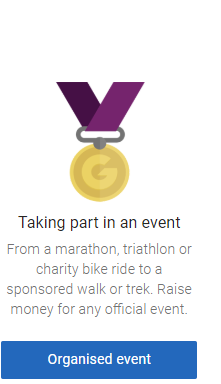 G
Taking part in an event
From a marathon, triathlon or
charity bike ride to a
sponsored walk or trek. Raise
money for any official event.
Organised event